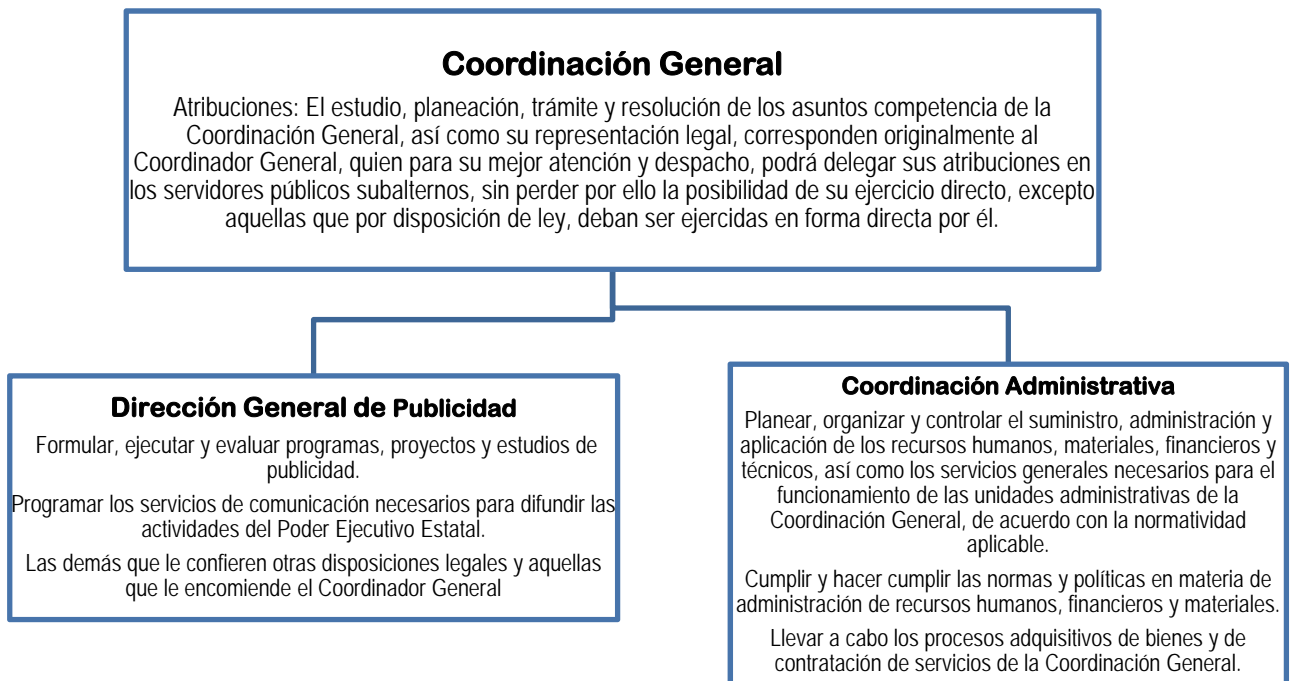 Coordinación General
Atribuciones: El estudio, planeación, trámite y resolución de los asuntos competencia de la
Coordinación General, así como su representación legal, corresponden originalmente al
Coordinador General, quien para su mejor atención y despacho, podrá delegar sus atribuciones en
los servidores públicos subalternos, sin perder por ello la posibilidad de su ejercicio directo, excepto
aquellas que por disposición de ley, deban ser ejercidas en forma directa por él.
Dirección General de Publicidad
Formular, ejecutar y evaluar programas, proyectos y estudios de
publicidad.
Programar los servicios de comunicación necesarios para difundir las
actividades del Poder Ejecutivo Estatal.
Las demás que le confieren otras disposiciones legales y aquellas
que le encomiende el Coordinador General
Coordinación Administrativa
Planear, organizar y controlar el suministro, administración y
aplicación de los recursos humanos, materiales, financieros y
técnicos, así como los servicios generales necesarios para el
funcionamiento de las unidades administrativas de la
Coordinación General, de acuerdo con la normatividad
aplicable.
Cumplir y hacer cumplir las normas y políticas en materia de
administración de recursos humanos, financieros y materiales.
Llevar a cabo los procesos adquisitivos de bienes y de
contratación de servicios de la Coordinación General.